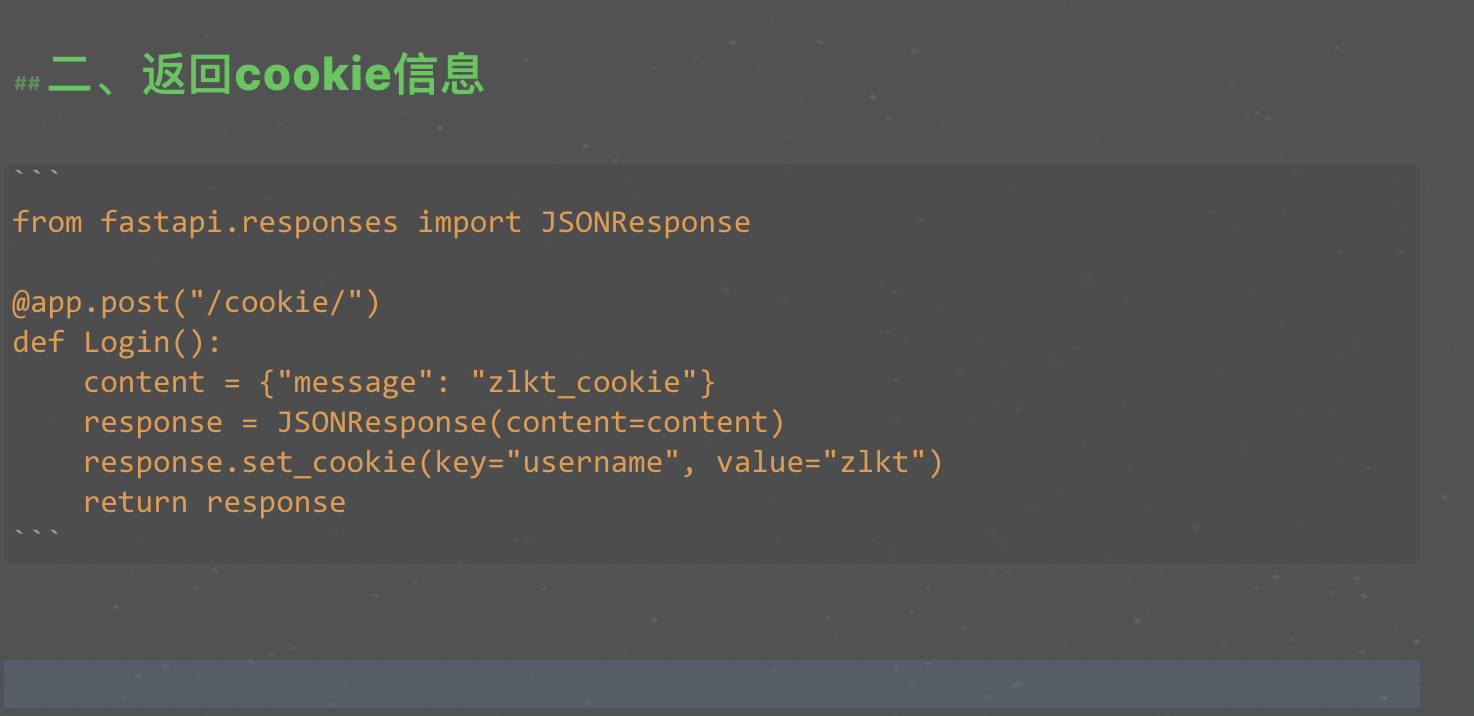 ## 二、返回cookie信息
```
from fastapi.responses import JSONResponse
@app.post("/cookie/")
def Login():
    content = {"message": "zlkt_cookie"}
    response = JSONResponse(content=content)
    response.set_cookie(key="username", value="zlkt")
    return response
```